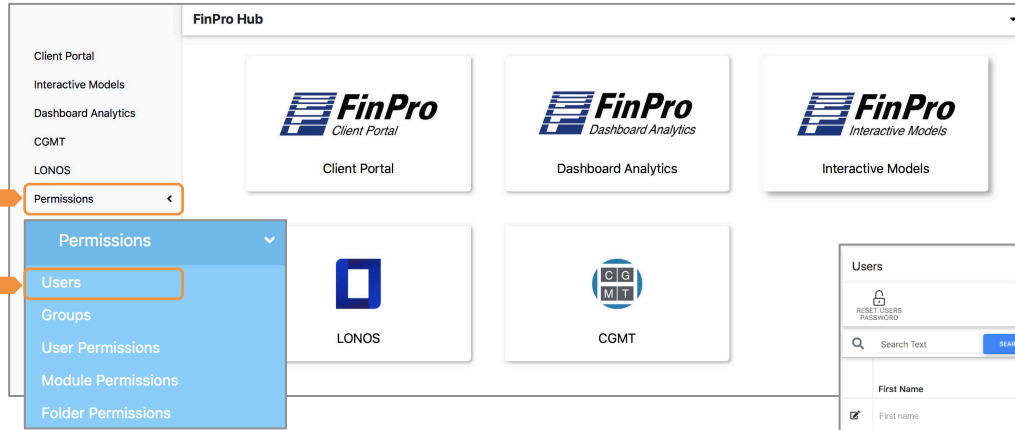 FinPro Hub
Client Portal
Interactive Models
Dashboard Analytics
CGMT
LONOS
Permissions
Permissions
Users
Groups
User Permissions
Module Permissions
Folder Permissions
FinPro
Client Portal
Client Portal
FinPro
Dashboard Analytics
Dashboard Analytics
FinPro
Interactive Models
Interactive Models
LONOS
C G
M T
CGMT
Users
RESET USERS
PASSWORD
Search Text
SEAR
First Name
First name